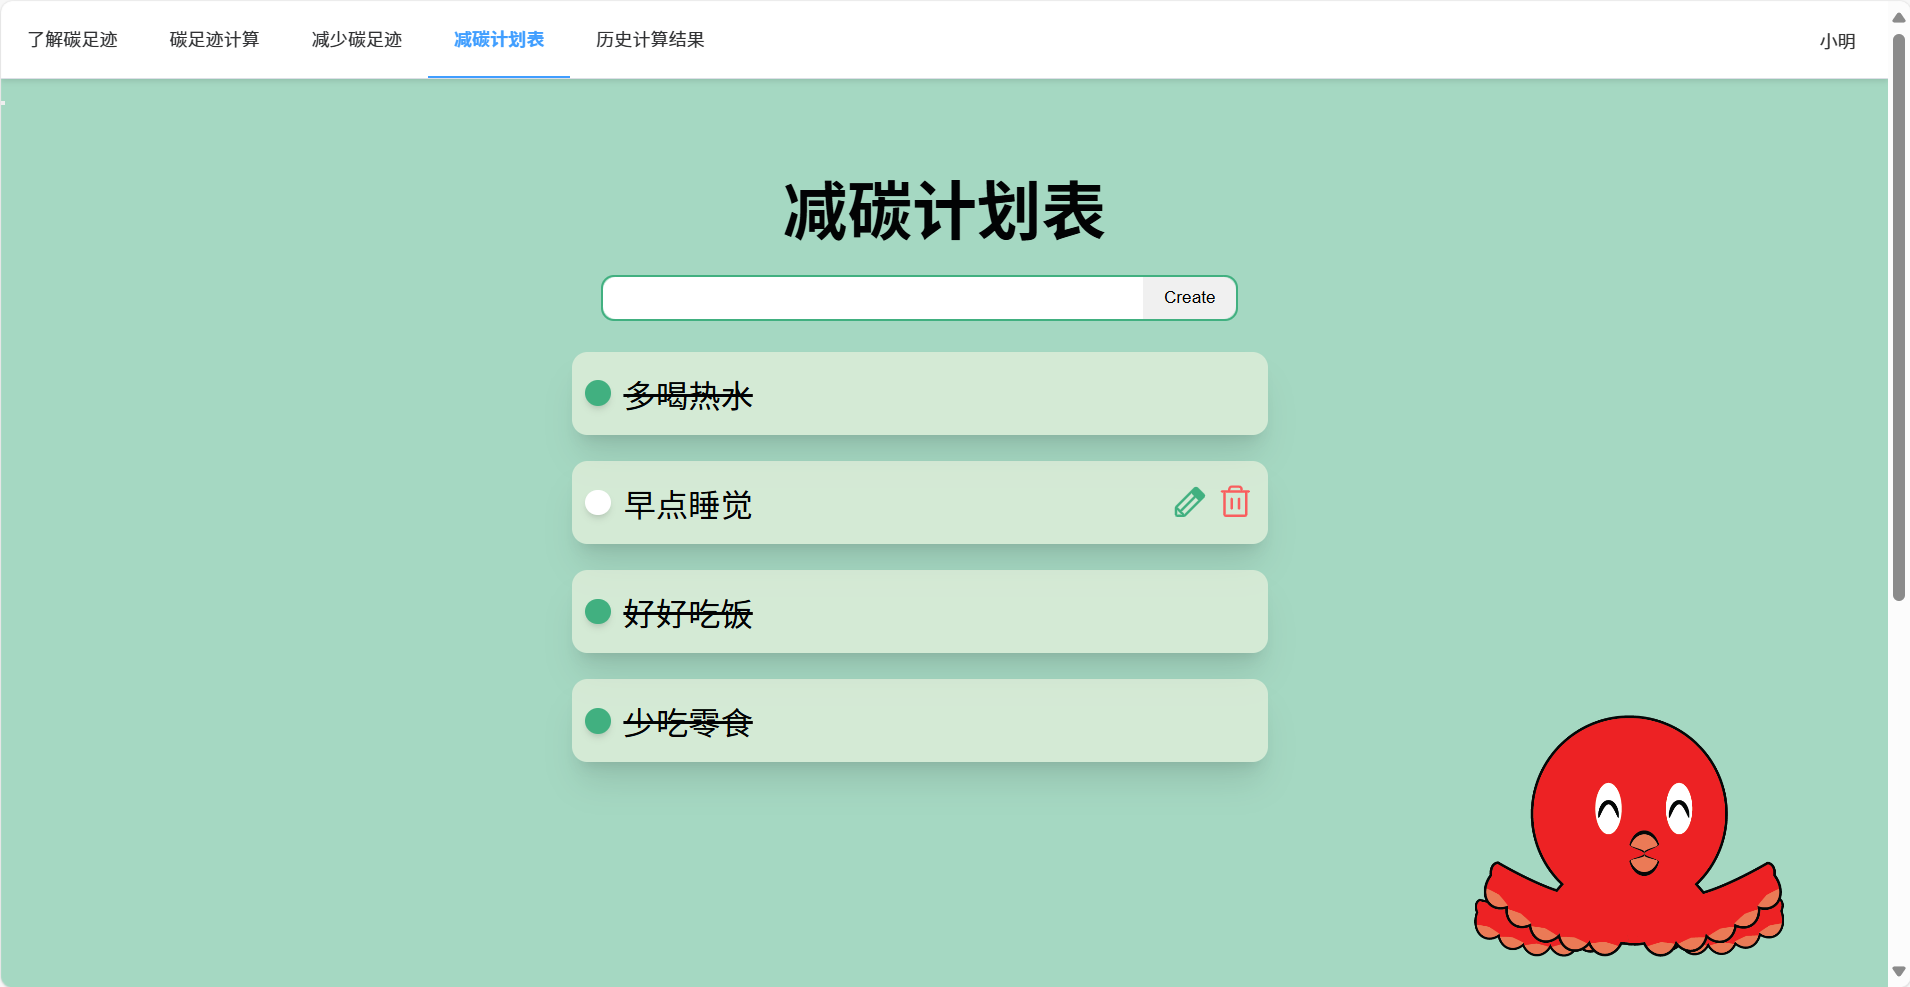 了解碳足迹 碳足迹计算 减少碳足迹 减碳计划表 历史计算结果 小明
减碳计划表
Create
多喝热水
早点睡觉
好好吃饭
少吃零食